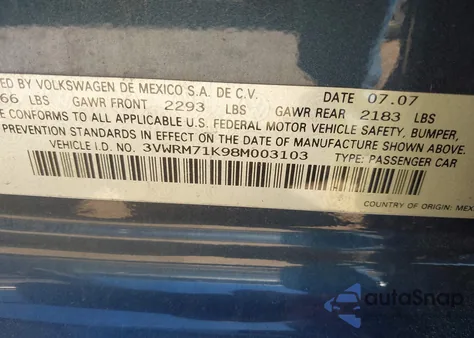 ED BY VOLKSWAGEN DE MEXICO S.A. DE C.V. DATE 07.07
66 LBS GAWR FRONT 2293 LBS GAWR REAR 2183 LBS
S TO ALL APPLICABLE U.S. FEDERAL MOTOR VEHICLE SAFETY, BUMPER,
PREVENTION STANDARDS IN EFFECT ON THE DATE OF MANUFACTURE SHOWN ABOVE.
VEHICLE I.D. NO. 3VWRM71K98M003103 TYPE: PASSENGER CAR
COUNTRY OF ORIGIN: MEX
autoSnap